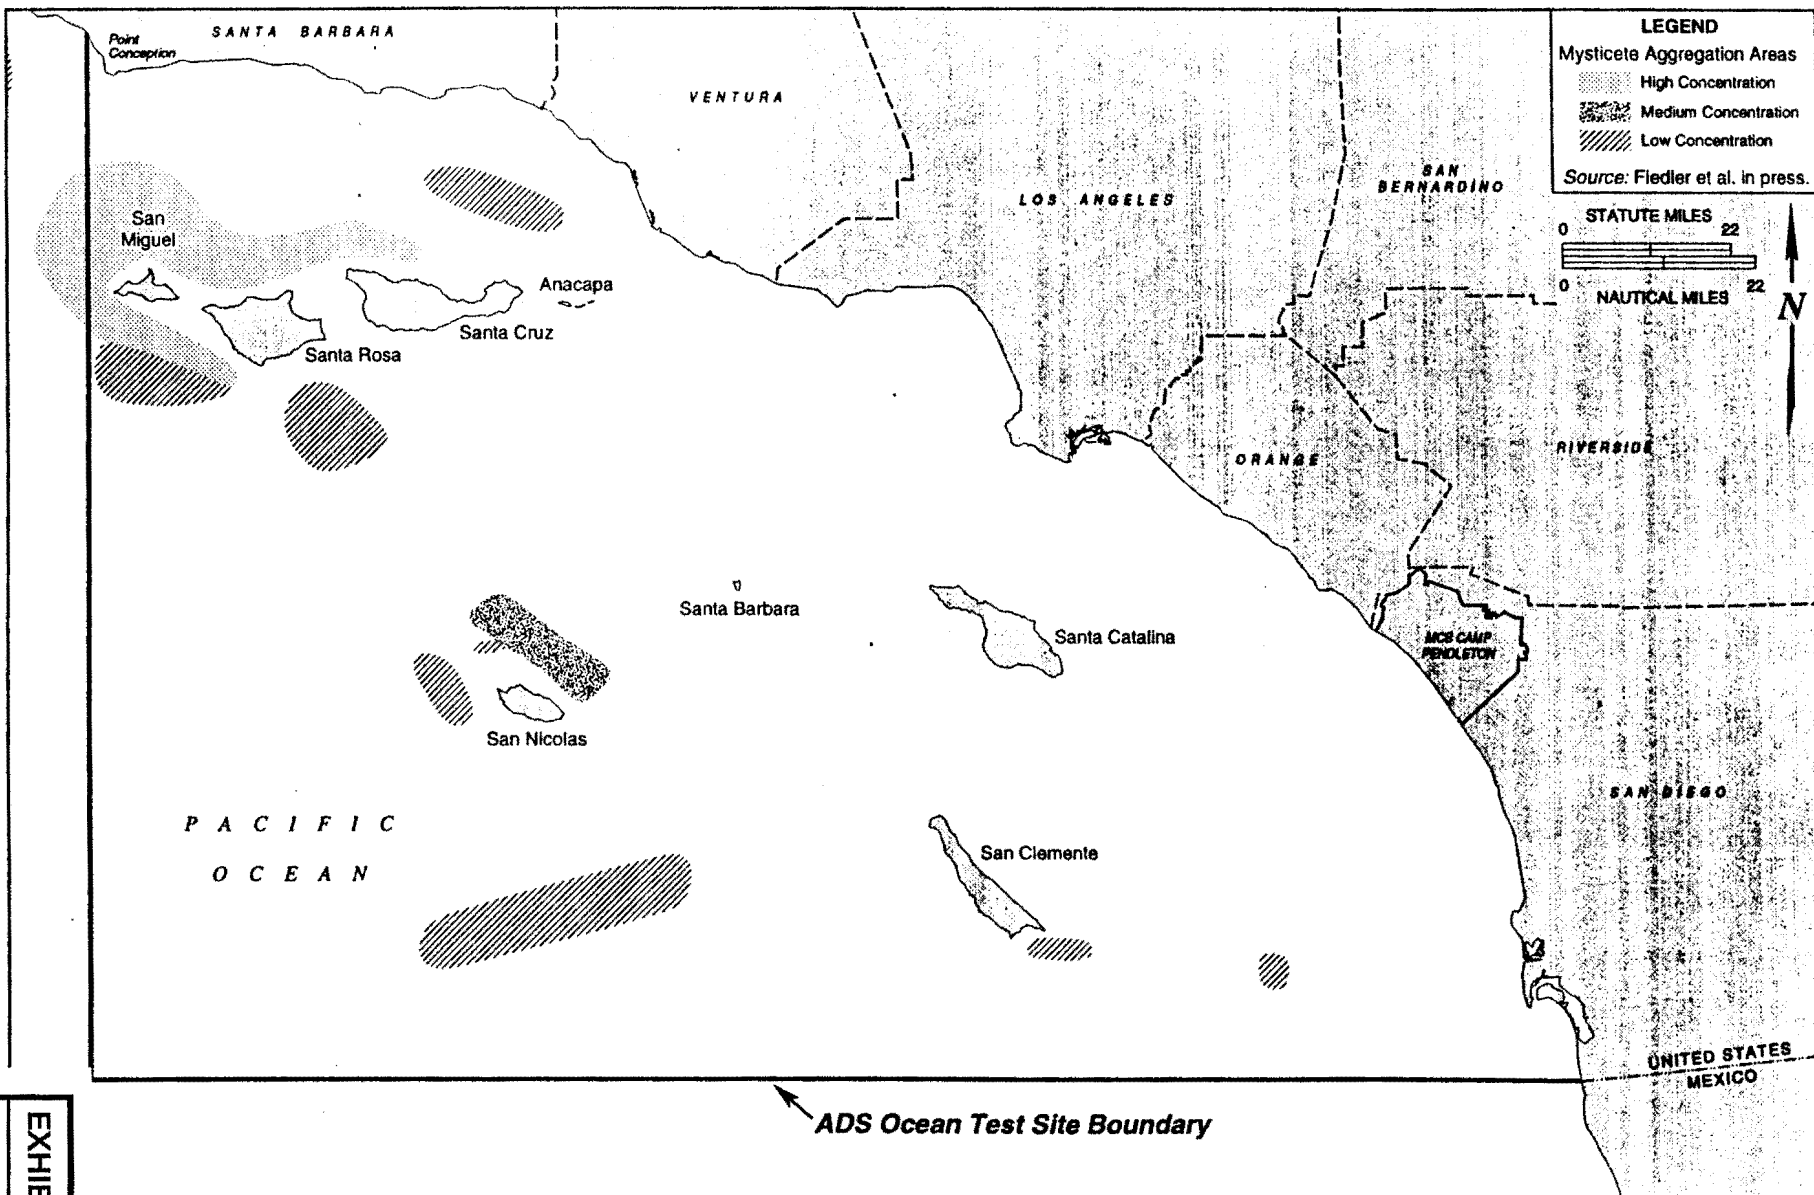 Point
Conception
SANTA BARBARA
VENTURA
LOS ANGELES
SAN
BERNARDINO
LEGEND
Mysticete Aggregation Areas
High Concentration
Medium Concentration
Low Concentration
Source: Fiedler et al. in press.
STATUTE MILES
0 22
0 22
NAUTICAL MILES
N
San
Miguel
Anacapa
Santa Cruz
Santa Rosa
ORANGE
RIVERSIDE
Santa Barbara
Santa Catalina
MCB CAMP
PENDLETON
San Nicolas
SAN DIEGO
PACIFIC
OCEAN
San Clemente
UNITED STATES
MEXICO
ADS Ocean Test Site Boundary